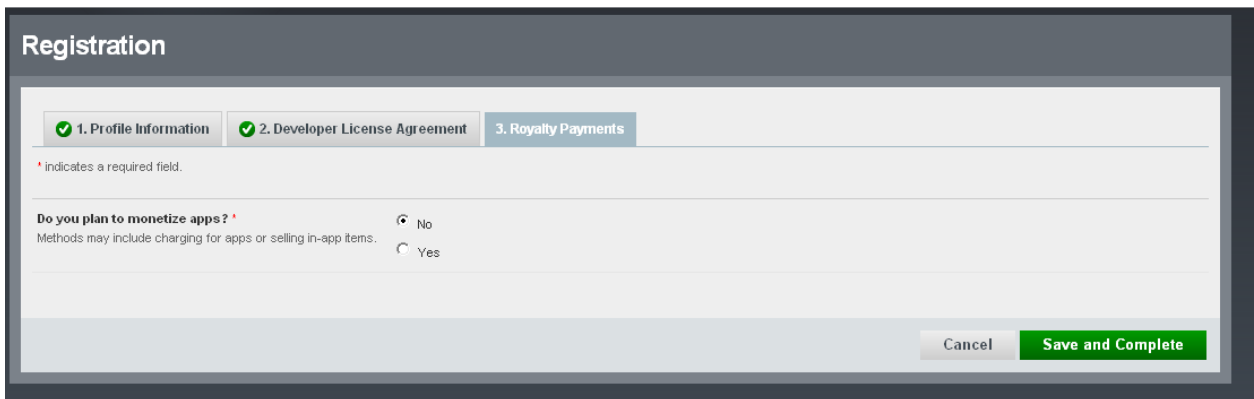 Registration
1. Profile Information
2. Developer License Agreement
3. Royalty Payments
* indicates a required field.
Do you plan to monetize apps? *
Methods may include charging for apps or selling in-app items.
No
Yes
Cancel
Save and Complete